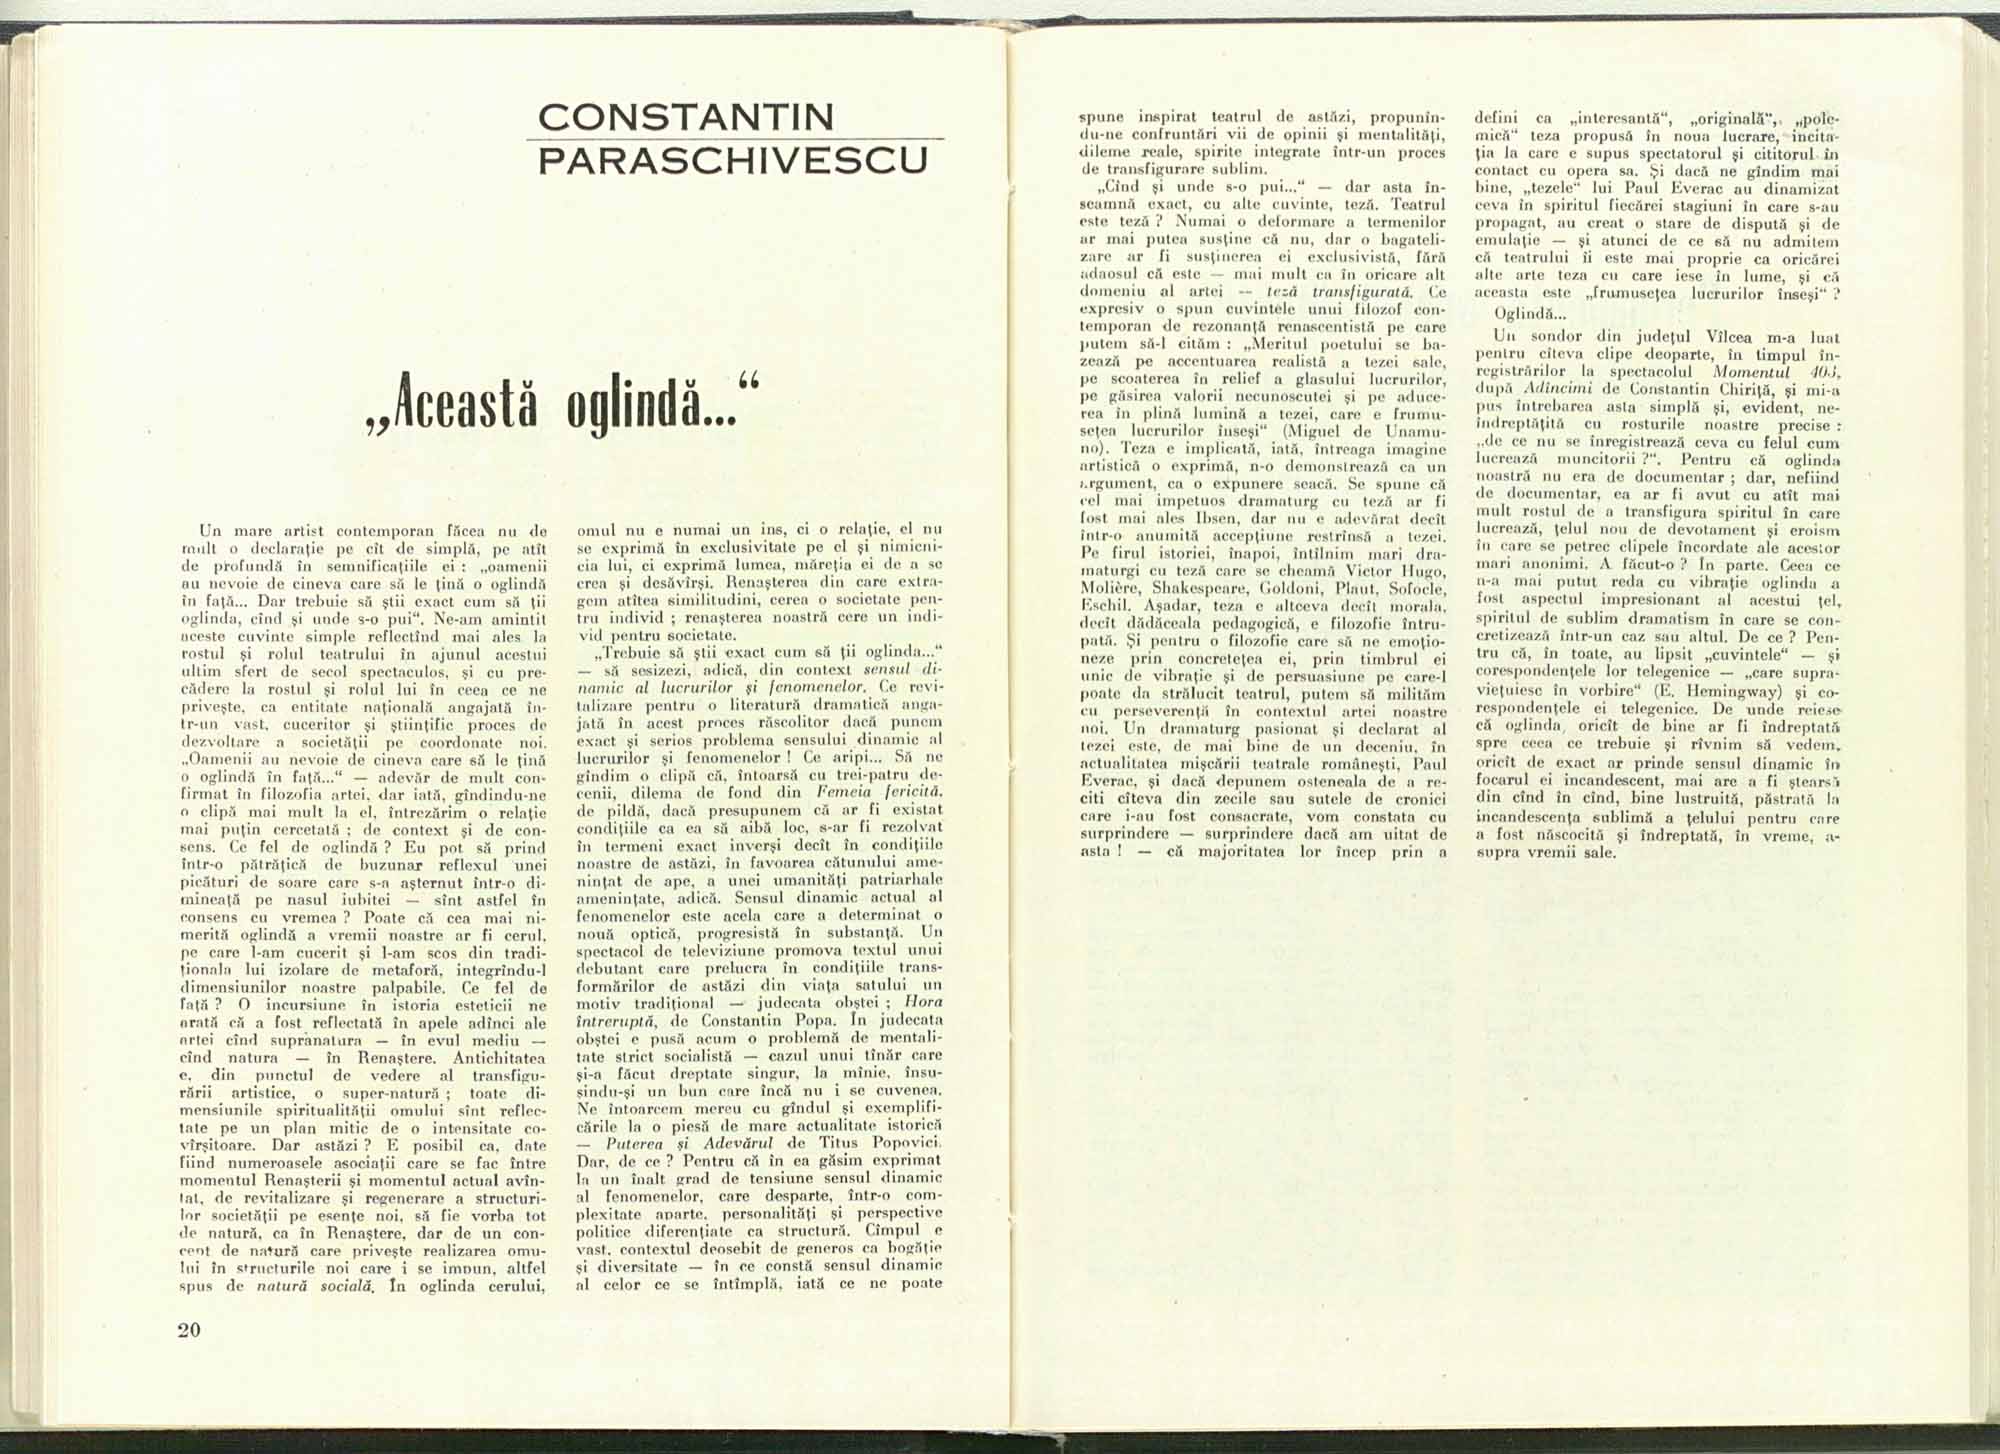 CONSTANTIN
PARASCHIVESCU
„Această oglindă...“
Un mare artist contemporan făcea nu de
mult o declarație pe cît de simplă, pe atît
de profundă în semnificațiile ei : „oamenii
au nevoie de cineva care să le țină o oglindă
în față... Dar trebuie să știi exact cum să ții
oglinda, cînd și unde s-o pui“. Ne-am amintit
aceste cuvinte simple reflectînd mai ales la
rostul și rolul teatrului în ajunul acestui
ultim sfert de secol spectaculos, și cu pre-
cădere la rostul și rolul lui în ceea ce ne
privește, ca entitate națională angajată în-
tr-un vast, cuceritor și științific proces de
dezvoltare a societății pe coordonate noi.
„Oamenii au nevoie de cineva care să le țină
o oglindă în față...“ — adevăr de mult con-
firmat în filozofia artei, dar iată, gîndindu-ne
o clipă mai mult la el, întrezărim o relație
mai puțin cercetată : de context și de con-
sens. Ce fel de oglindă ? Eu pot să prind
într-o pătrățică de buzunar reflexul unei
picături de soare care s-a așternut într-o di-
mineață pe nasul iubitei — sînt astfel în
consens cu vremea ? Poate că cea mai ni-
merită oglindă a vremii noastre ar fi cerul,
pe care l-am cucerit și l-am scos din tradi-
ționala lui izolare de metaforă, integrîndu-l
dimensiunilor noastre palpabile. Ce fel de
față ? O incursiune în istoria esteticii ne
arată că a fost reflectată în apele adînci ale
artei cînd supranatura — în evul mediu —
cînd natura — în Renaștere. Antichitatea
e, din punctul de vedere al transfigu-
rării artistice, o super-natură ; toate di-
mensiunile spiritualității omului sînt reflec-
tate pe un plan mitic de o intensitate co-
vîrșitoare. Dar astăzi ? E posibil ca, date
fiind numeroasele asociații care se fac între
momentul Renașterii și momentul actual avîn-
tat, de revitalizare și regenerare a structuri-
lor societății pe esențe noi, să fie vorba tot
de natură, ca în Renaștere, dar de un con-
cept de natură care privește realizarea omu-
lui în structurile noi care i se impun, altfel
spus de natură socială. În oglinda cerului,
omul nu e numai un ins, ci o relație, el nu
se exprimă în exclusivitate pe el și nimicni-
cia lui, ci exprimă lumea, măreția ei de a se
crea și desăvîrși. Renașterea din care extra-
gem atîtea similitudini, cerea o societate pen-
tru individ ; renașterea noastră cere un indi-
vid pentru societate.
„Trebuie să știi exact cum să ții oglinda...“
— să sesizezi, adică, din context sensul di-
namic al lucrurilor și fenomenelor. Ce revi-
talizare pentru o literatură dramatică anga-
jată în acest proces răscolitor dacă punem
exact și serios problema sensului dinamic al
lucrurilor și fenomenelor ! Ce aripi... Să ne
gîndim o clipă că, întoarsă cu trei-patru de-
cenii, dilema de fond din Femeia fericită,
de pildă, dacă presupunem că ar fi existat
condițiile ca ea să aibă loc, s-ar fi rezolvat
în termeni exact inverși decît în condițiile
noastre de astăzi, în favoarea cătunului ame-
nințat de ape, a unei umanități patriarhale
amenințate, adică. Sensul dinamic actual al
fenomenelor este acela care a determinat o
nouă optică, progresistă în substanță. Un
spectacol de televiziune promova textul unui
debutant care prelucra în condițiile trans-
formărilor de astăzi din viața satului un
motiv tradițional — judecata obștei ; Hora
întreruptă, de Constantin Popa. În judecata
obștei e pusă acum o problemă de mentali-
tate strict socialistă — cazul unui tînăr care
și-a făcut dreptate singur, la mînie, însu-
șindu-și un bun care încă nu i se cuvenea.
Ne întoarcem mereu cu gîndul și exemplifi-
cările la o piesă de mare actualitate istorică
— Puterea și Adevărul de Titus Popovici.
Dar, de ce ? Pentru că în ea găsim exprimat
la un înalt grad de tensiune sensul dinamic
al fenomenelor, care desparte, într-o com-
plexitate aparte, personalități și perspective
politice diferențiate ca structură. Cîmpul e
vast, contextul deosebit de generos ca bogăție
și diversitate — în ce constă sensul dinamic
al celor ce se întîmplă, iată ce ne poate
20
spune inspirat teatrul de astăzi, propunîn-
du-ne confruntări vii de opinii și mentalități,
dileme reale, spirite integrate într-un proces
de transfigurare sublim.
„Cînd și unde s-o pui...“ — dar asta în-
seamnă exact, cu alte cuvinte, teză. Teatrul
este teză ? Numai o deformare a termenilor
ar mai putea susține că nu, dar o bagateli-
zare ar fi susținerea ei exclusivistă, fără
adaosul că este — mai mult ca în oricare alt
domeniu al artei — teză transfigurată. Ce
expresiv o spun cuvintele unui filozof con-
temporan de rezonanță renascentistă pe care
putem să-l cităm : „Meritul poetului se ba-
zează pe accentuarea realistă a tezei sale,
pe scoaterea în relief a glasului lucrurilor,
pe găsirea valorii necunoscutei și pe aduce-
rea în plină lumină a tezei, care e frumu-
sețea lucrurilor înseși“ (Miguel de Unamu-
no). Teza e implicată, iată, întreaga imagine
artistică o exprimă, n-o demonstrează ca un
argument, ca o expunere seacă. Se spune că
cel mai impetuos dramaturg cu teză ar fi
fost mai ales Ibsen, dar nu e adevărat decît
într-o anumită accepțiune restrînsă a tezei.
Pe firul istoriei, înapoi, întîlnim mari dra-
maturgi cu teză care se cheamă Victor Hugo,
Molière, Shakespeare, Goldoni, Plaut, Sofocle,
Eschil. Așadar, teza e altceva decît morala,
decît dădăceala pedagogică, e filozofie întru-
pată. Și pentru o filozofie care să ne emoțio-
neze prin concretețea ei, prin timbrul ei
unic de vibrație și de persuasiune pe care-l
poate da strălucit teatrul, putem să milităm
cu perseverență în contextul artei noastre
noi. Un dramaturg pasionat și declarat al
tezei este, de mai bine de un deceniu, în
actualitatea mișcării teatrale românești, Paul
Everac, și dacă depunem osteneala de a re-
citi cîteva din zecile sau sutele de cronici
care i-au fost consacrate, vom constata cu
surprindere — surprindere dacă am uitat de
asta ! — că majoritatea lor încep prin a
defini ca „interesantă“, „originală“, „pole-
mică“ teza propusă în noua lucrare, incita-
ția la care e supus spectatorul și cititorul în
contact cu opera sa. Și dacă ne gîndim mai
bine, „tezele“ lui Paul Everac au dinamizat
ceva în spiritul fiecărei stagiuni în care s-au
propagat, au creat o stare de dispută și de
emulație — și atunci de ce să nu admitem
că teatrului îi este mai proprie ca oricărei
alte arte teza cu care iese în lume, și că
aceasta este „frumusețea lucrurilor înseși“ ?
Oglindă...
Un sondor din județul Vîlcea m-a luat
pentru cîteva clipe deoparte, în timpul în-
registrărilor la spectacolul Momentul 403,
după Adîncimi de Constantin Chiriță, și mi-a
pus întrebarea asta simplă și, evident, ne-
îndreptățită cu rosturile noastre precise :
„de ce nu se înregistrează ceva cu felul cum
lucrează muncitorii ?“. Pentru că oglinda
noastră nu era de documentar ; dar, nefiind
de documentar, ea ar fi avut cu atît mai
mult rostul de a transfigura spiritul în care
lucrează, țelul nou de devotament și eroism
în care se petrec clipele încordate ale acestor
mari anonimi. A făcut-o ? În parte. Ceea ce
n-a mai putut reda cu vibrație oglinda a
fost aspectul impresionant al acestui țel,
spiritul de sublim dramatism în care se con-
cretizează într-un caz sau altul. De ce ? Pen-
tru că, în toate, au lipsit „cuvintele“ — și
corespondențele lor telegenice — „care supra-
viețuiesc în vorbire“ (E. Hemingway) și co-
respondențele ei telegenice. De unde reiese
că oglinda, oricît de bine ar fi îndreptată
spre ceea ce trebuie și rîvnim să vedem,
oricît de exact ar prinde sensul dinamic în
focarul ei incandescent, mai are a fi ștearsă
din cînd în cînd, bine lustruită, păstrată la
incandescența sublimă a țelului pentru care
a fost născocită și îndreptată, în vreme, a-
supra vremii sale.